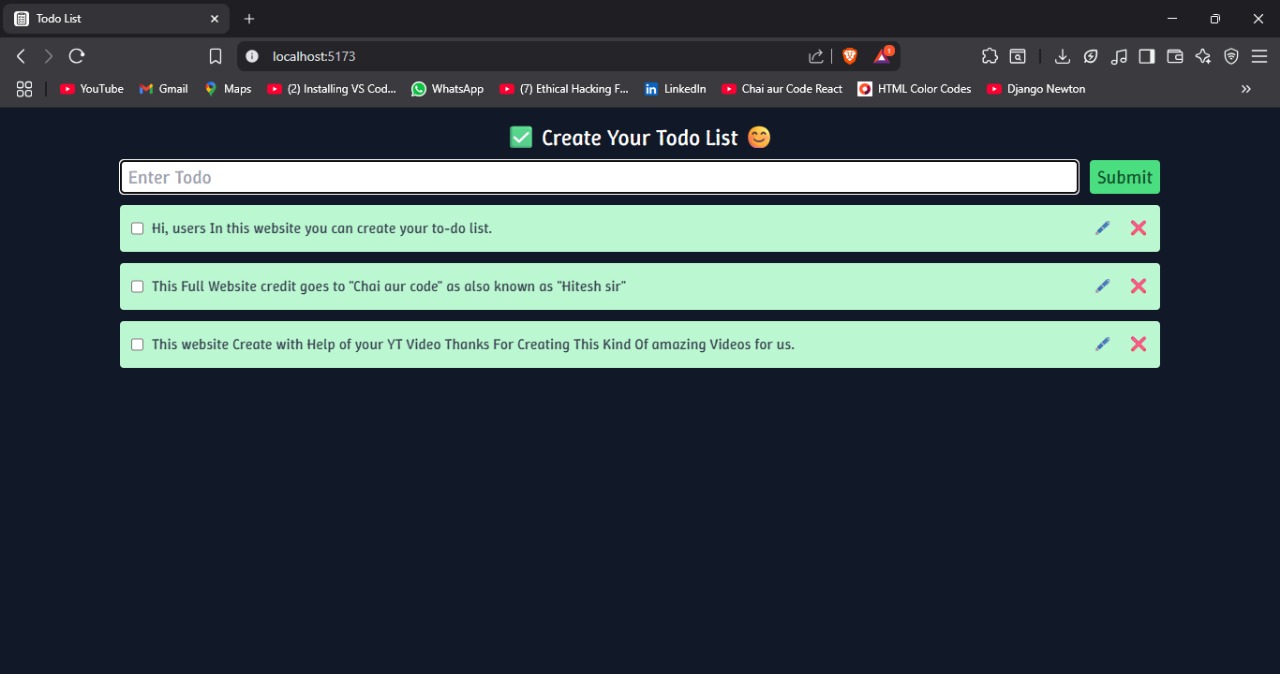 Todo List
localhost:5173
1
YouTube
Gmail
Maps
(2) Installing VS Cod...
WhatsApp
(7) Ethical Hacking F...
LinkedIn
Chai aur Code React
HTML Color Codes
Django Newton
✅ Create Your Todo List 😊
Enter Todo
Submit
Hi, users In this website you can create your to-do list.
This Full Website credit goes to "Chai aur code" as also known as "Hitesh sir"
This website Create with Help of your YT Video Thanks For Creating This Kind Of amazing Videos for us.